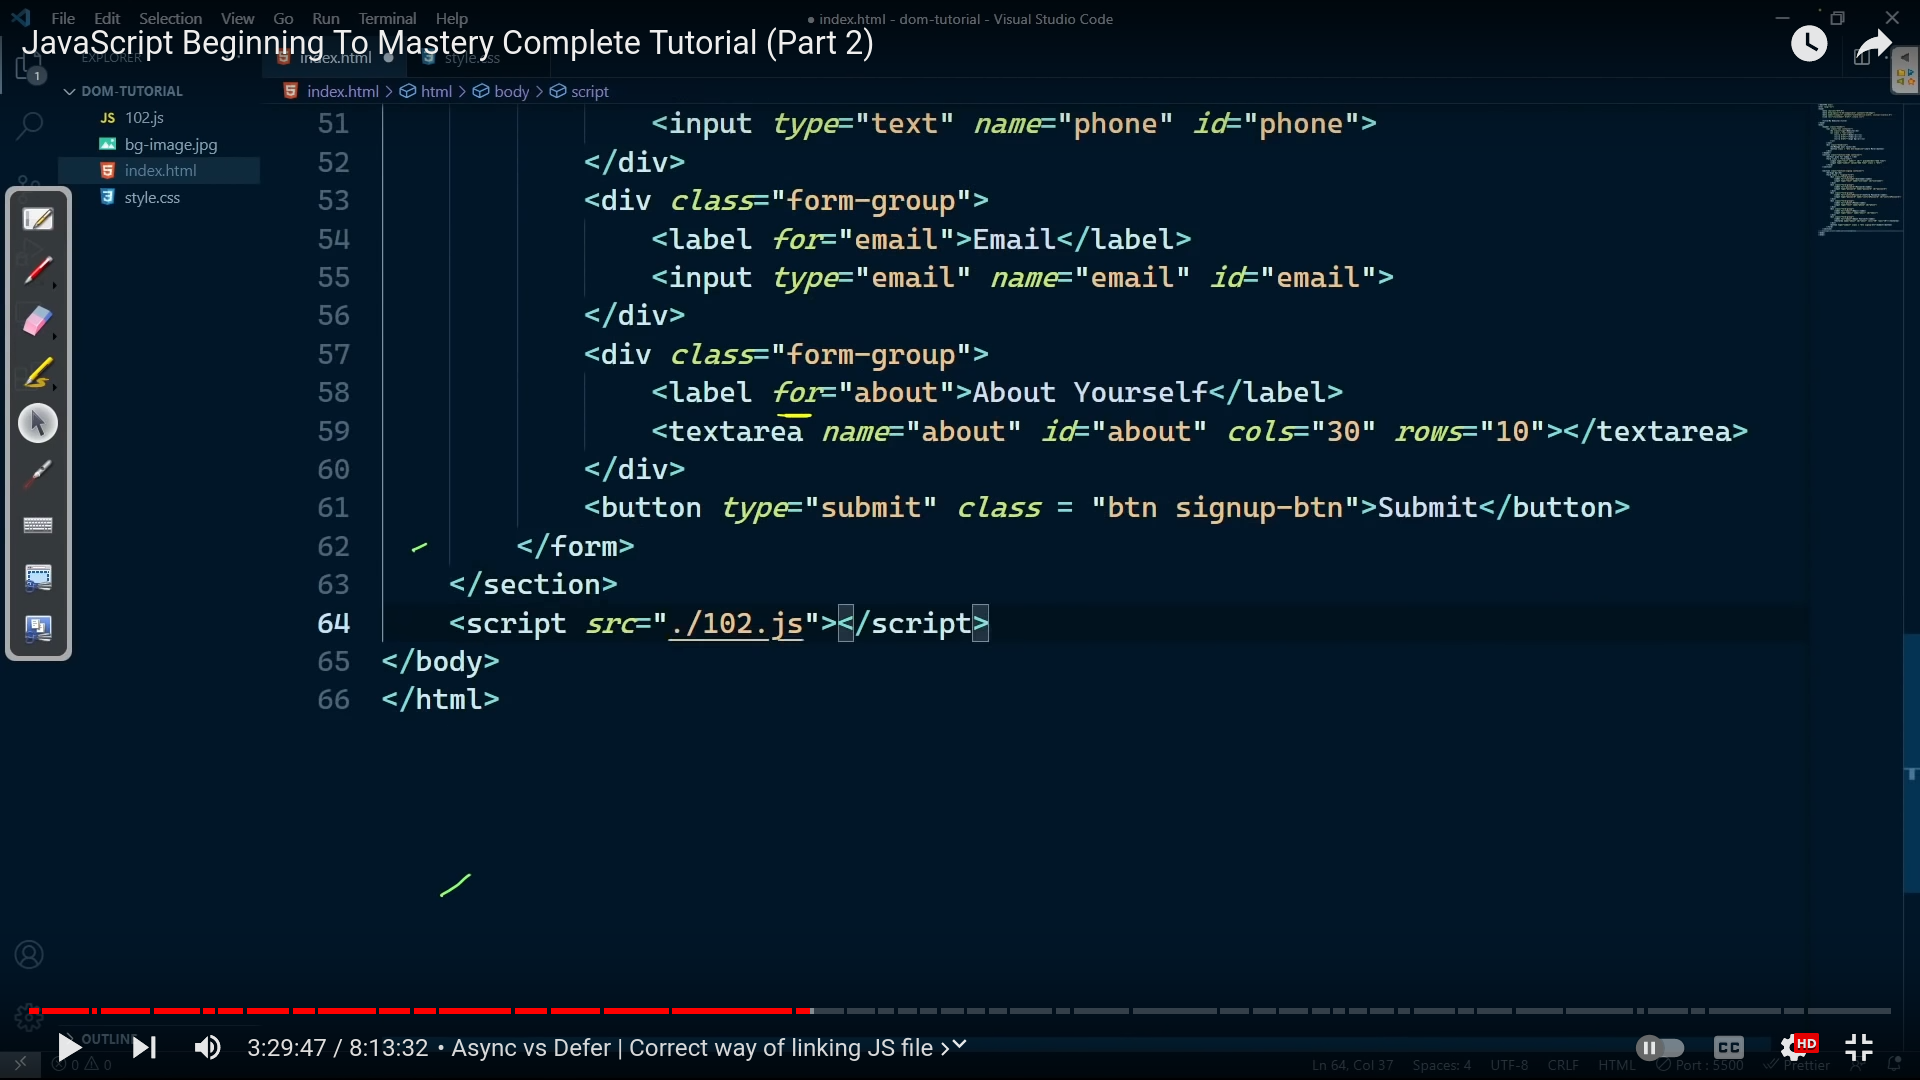 File Edit Selection View Go Run Terminal Help
● index.html - dom-tutorial - Visual Studio Code
JavaScript Beginning To Mastery Complete Tutorial (Part 2)
EXPLORER
index.html
style.css
1
DOM-TUTORIAL
index.html > html > body > script
JS 102.js
bg-image.jpg
index.html
style.css
51 <input type="text" name="phone" id="phone">
52 </div>
53 <div class="form-group">
54 <label for="email">Email</label>
55 <input type="email" name="email" id="email">
56 </div>
57 <div class="form-group">
58 <label for="about">About Yourself</label>
59 <textarea name="about" id="about" cols="30" rows="10"></textarea>
60 </div>
61 <button type="submit" class = "btn signup-btn">Submit</button>
62 </form>
63 </section>
64 <script src="./102.js"></script>
65 </body>
66 </html>
OUTLINE
3:29:47 / 8:13:32 • Async vs Defer | Correct way of linking JS file >
CC
HD
0 0
Ln 64, Col 37 Spaces: 4 UTF-8 CRLF HTML Port : 5500 Prettier